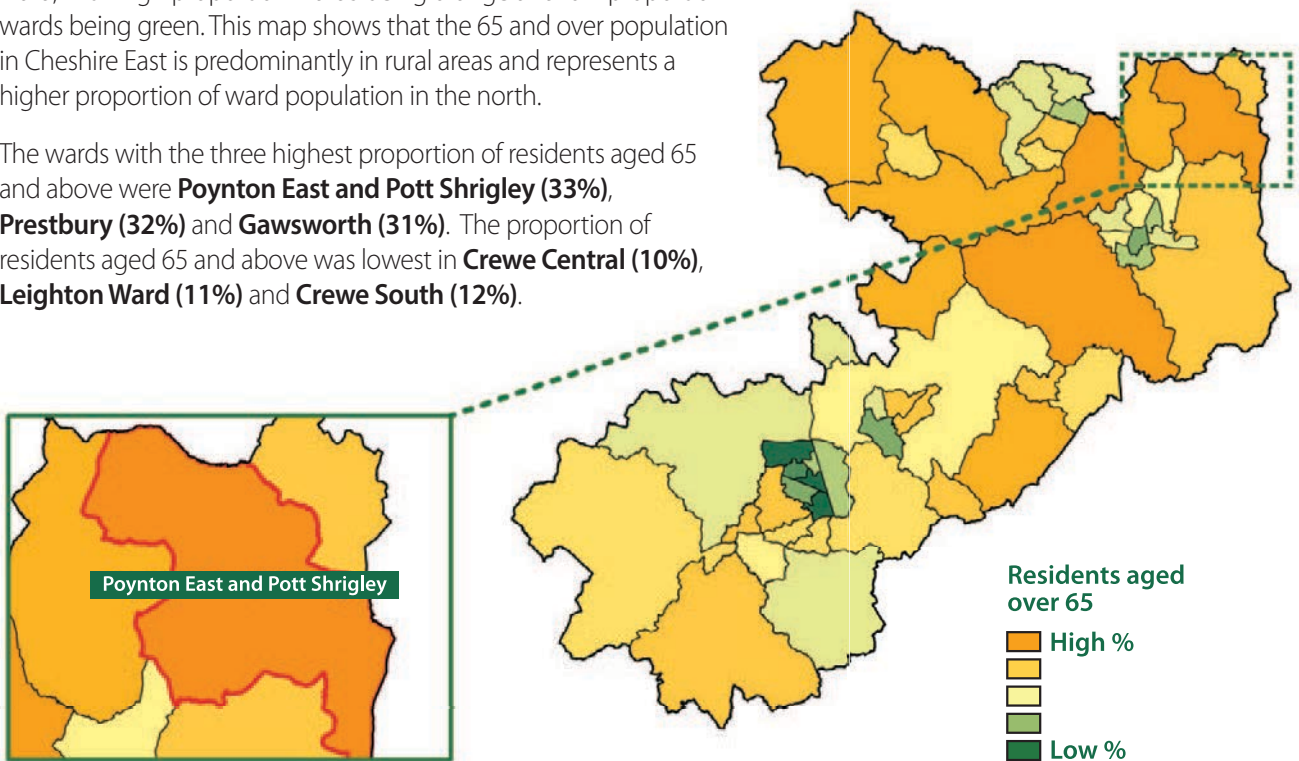 wards being green. This map shows that the 65 and over population
in Cheshire East is predominantly in rural areas and represents a
higher proportion of ward population in the north.
The wards with the three highest proportion of residents aged 65
and above were Poynton East and Pott Shrigley (33%),
Prestbury (32%) and Gawsworth (31%). The proportion of
residents aged 65 and above was lowest in Crewe Central (10%),
Leighton Ward (11%) and Crewe South (12%).
Poynton East and Pott Shrigley
Residents aged
over 65
High %
Low %